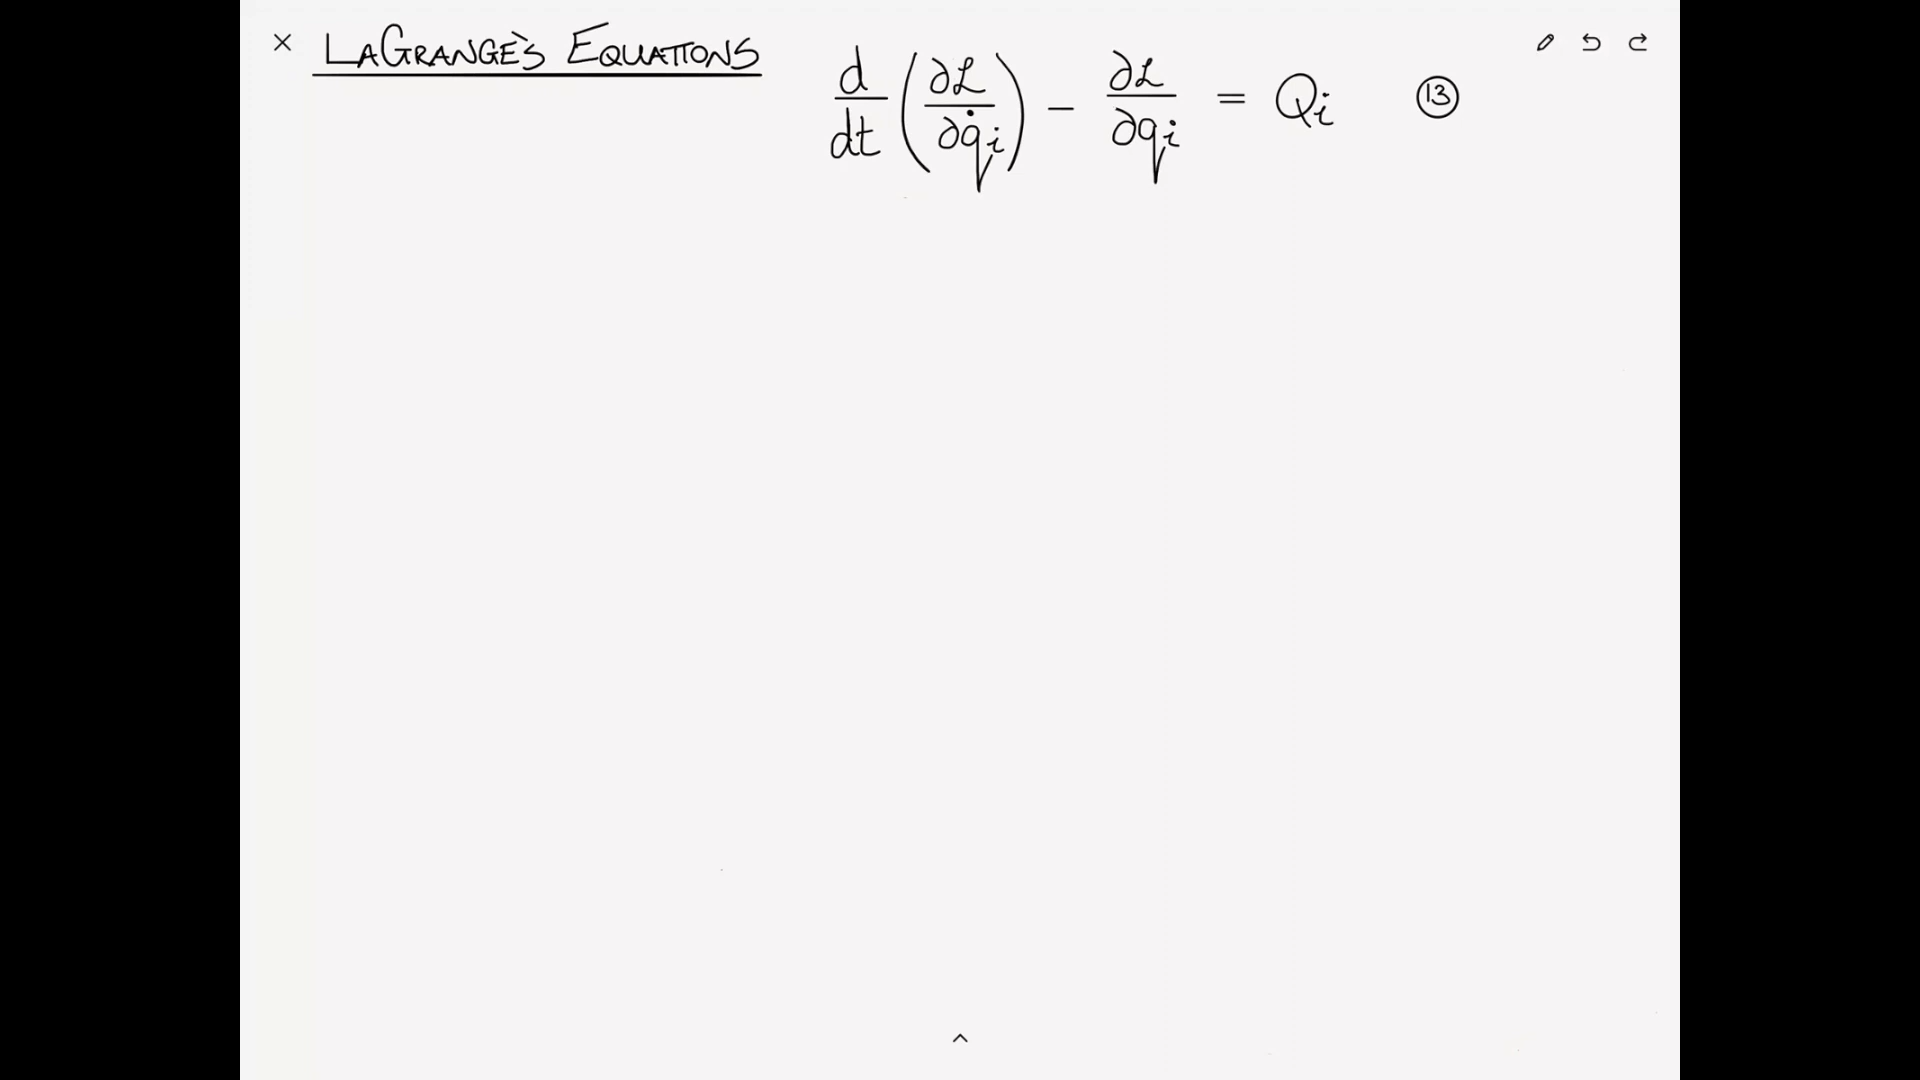 LAGRANGE'S EQUATIONS
d/dt (∂ℒ/∂q̇i) − ∂ℒ/∂qi = Qi ⑬